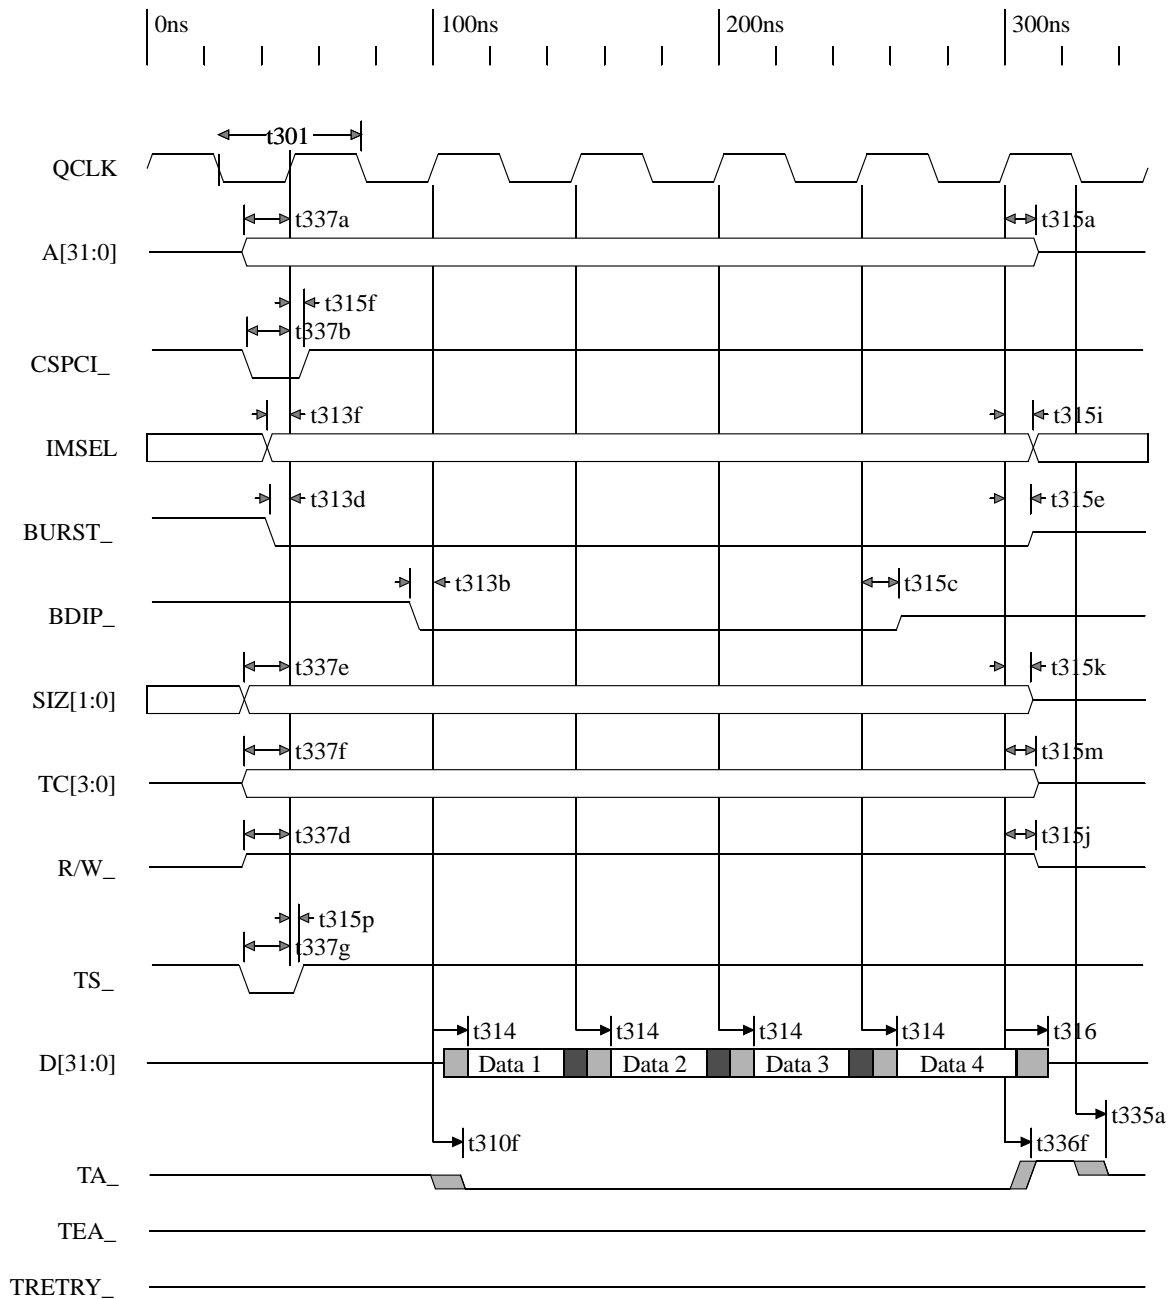 0ns 100ns 200ns 300ns
t301
QCLK
t337a t315a
A[31:0]
t315f
t337b
CSPCI_
t313f t315i
IMSEL
t313d t315e
BURST_
t313b t315c
BDIP_
t337e t315k
SIZ[1:0]
t337f t315m
TC[3:0]
t337d t315j
R/W_
t315p
t337g
TS_
t314 t314 t314 t314 t316
D[31:0] Data 1 Data 2 Data 3 Data 4
t335a
t310f t336f
TA_
TEA_
TRETRY_